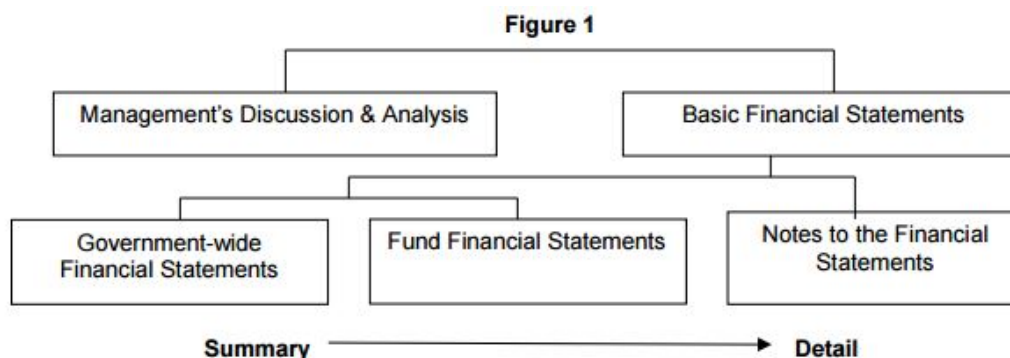 Figure 1
Management's Discussion & Analysis
Basic Financial Statements
Government-wide
Financial Statements
Fund Financial Statements
Notes to the Financial
Statements
Summary
Detail